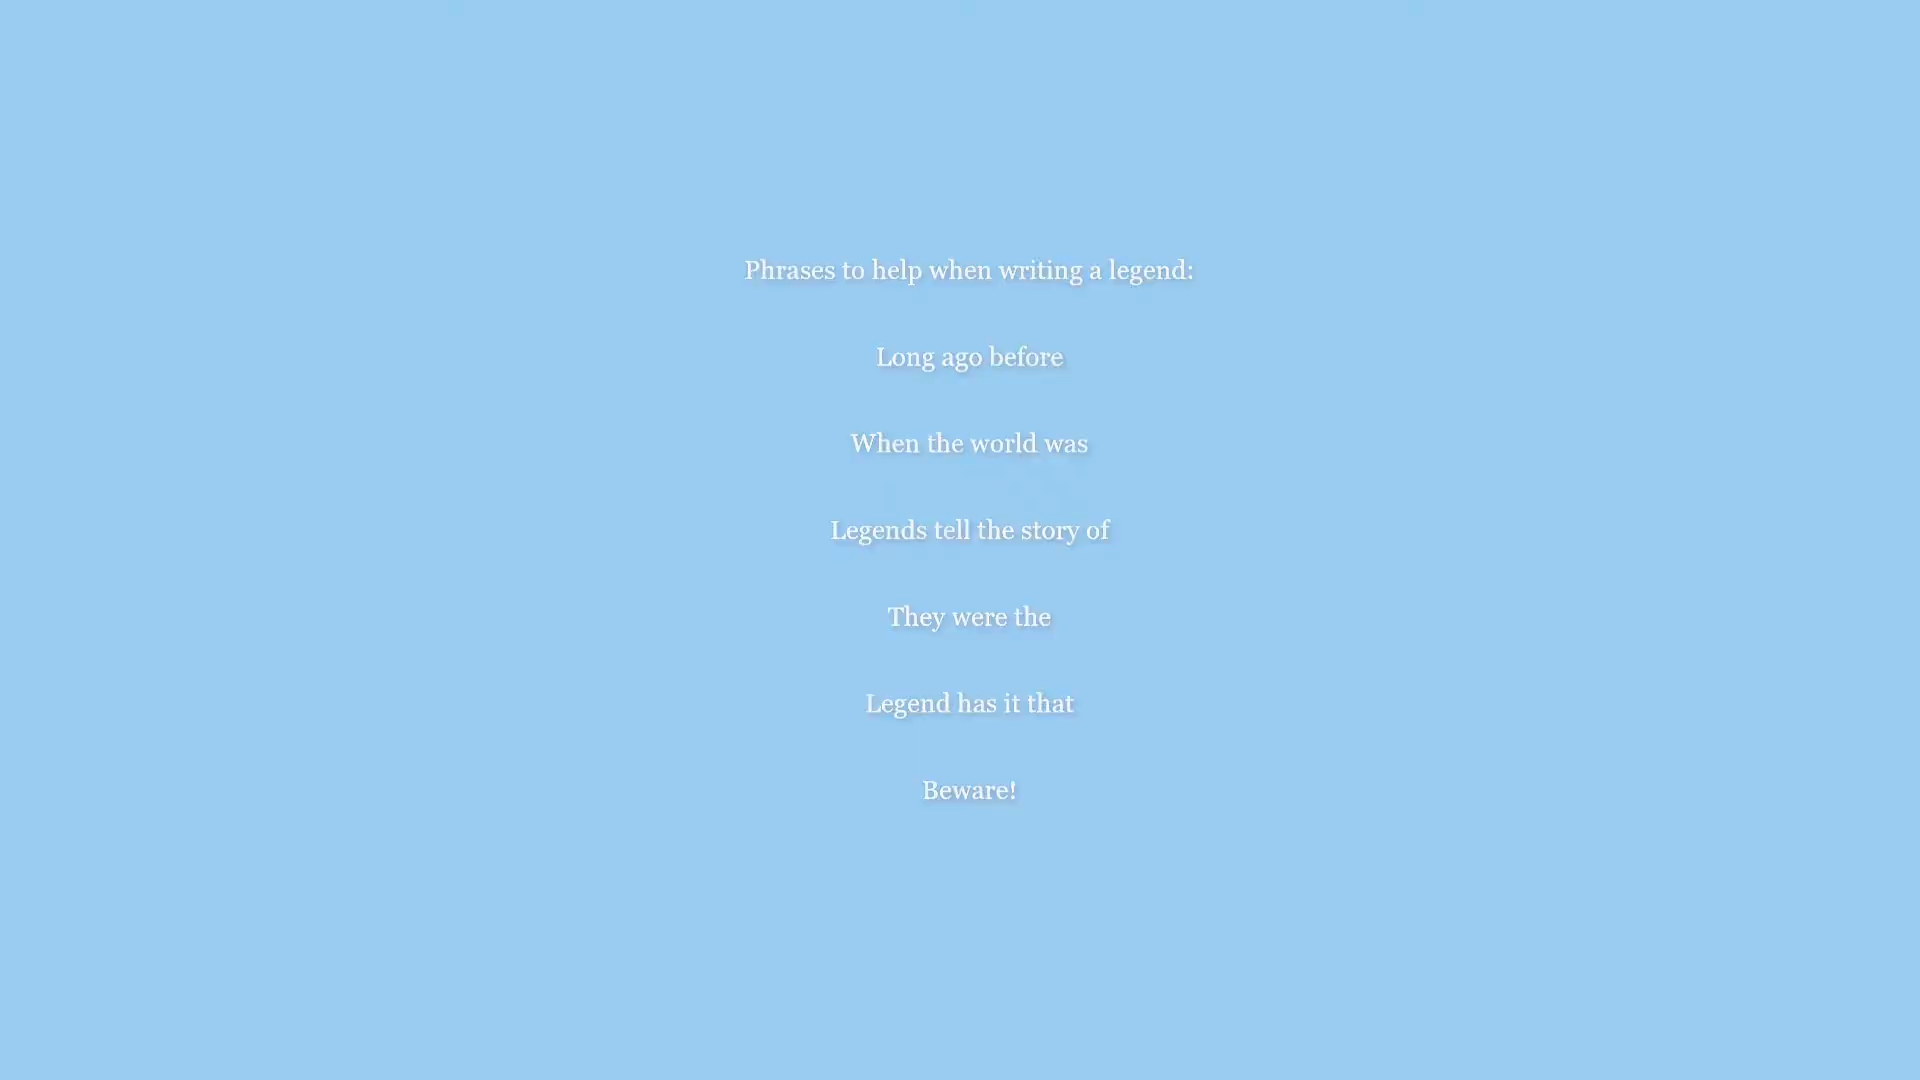 Phrases to help when writing a legend:
Long ago before
When the world was
Legends tell the story of
They were the
Legend has it that
Beware!